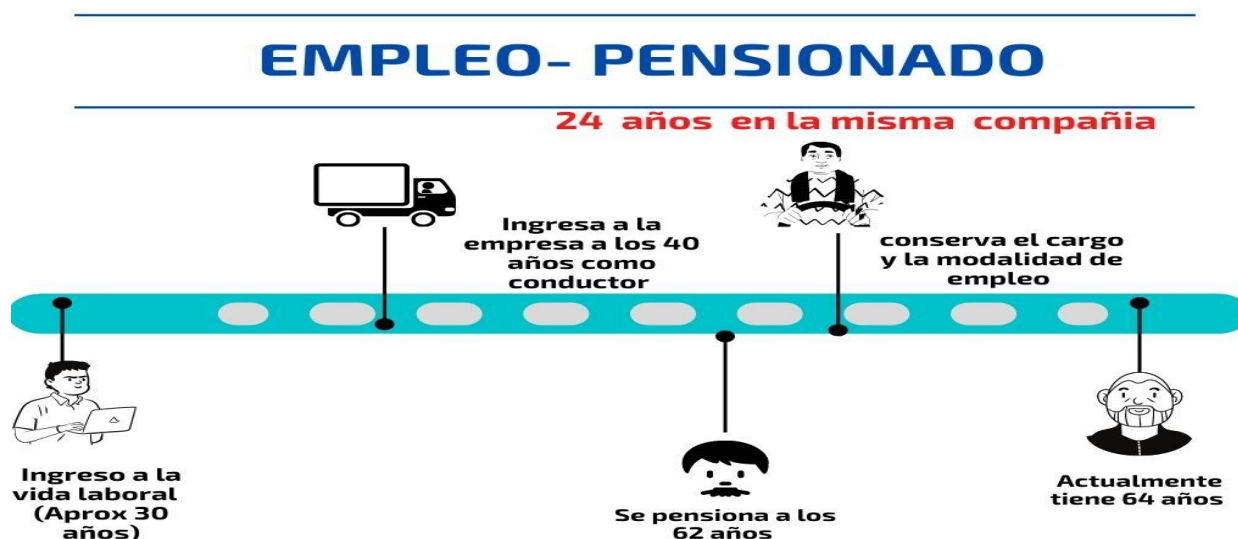 EMPLEO- PENSIONADO
24 años en la misma compañia
Ingresa a la
empresa a los 40
años como
conductor
conserva el cargo
y la modalidad de
empleo
Ingreso a la
vida laboral
(Aprox 30
años)
Se pensiona a los
62 años
Actualmente
tiene 64 años